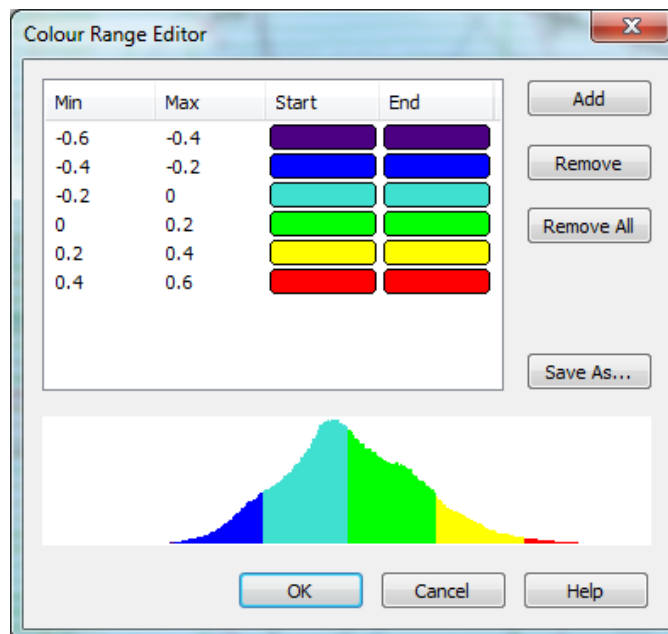 Colour Range Editor
Min Max Start End
-0.6 -0.4
-0.4 -0.2
-0.2 0
0 0.2
0.2 0.4
0.4 0.6
Add
Remove
Remove All
Save As...
OK Cancel Help